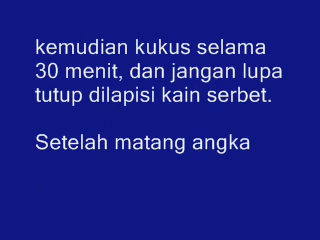 kemudian kukus selama
30 menit, dan jangan lupa
tutup dilapisi kain serbet.
Setelah matang angka